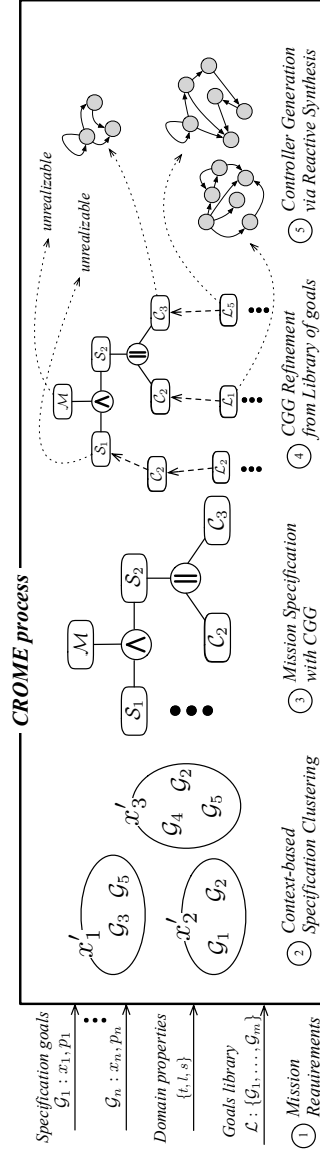 CROME process
Specification goals
𝒢₁ : x₁, p₁
•••
𝒢ₙ : xₙ, pₙ
Domain properties
{t, l, s}
Goals library
ℒ : {𝒢₁, . . . , 𝒢ₘ}
1 Mission
Requirements
x′₁
𝒢₃ 𝒢₅
x′₂
𝒢₁ 𝒢₂
x′₃
𝒢₄ 𝒢₂
𝒢₅
2 Context-based
Specification Clustering
ℳ
∧
𝒮₁ 𝒮₂
•••
||
𝒞₂ 𝒞₃
3 Mission Specification
with CGG
ℳ
∧
𝒮₁ 𝒮₂
||
𝒞₂ 𝒞₂ 𝒞₃
ℒ₂ ℒ₁ ℒ₅
••• ••• •••
4 CGG Refinement
from Library of goals
unrealizable
unrealizable
5 Controller Generation
via Reactive Synthesis